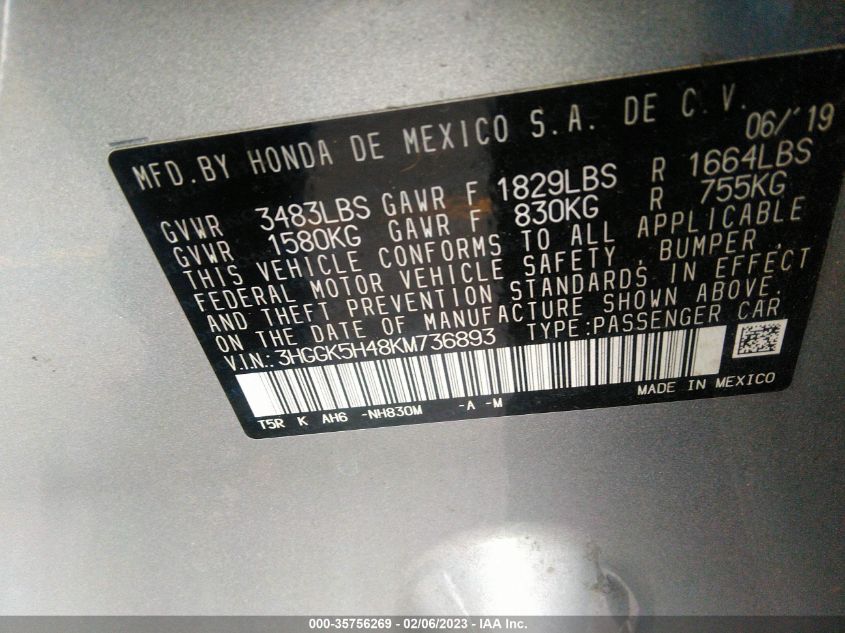 MFD.BY HONDA DE MEXICO S.A. DE C.V. 06/'19
GVWR 3483LBS GAWR F 1829LBS R 1664LBS
GVWR 1580KG GAWR F 830KG R 755KG
THIS VEHICLE CONFORMS TO ALL APPLICABLE
FEDERAL MOTOR VEHICLE SAFETY, BUMPER,
AND THEFT PREVENTION STANDARDS IN EFFECT
ON THE DATE OF MANUFACTURE SHOWN ABOVE.
V.IN.: 3HGGK5H48KM736893 TYPE:PASSENGER CAR
MADE IN MEXICO
T5R K AH6 -NH830M -A -M
000-35756269 - 02/06/2023 - IAA Inc.